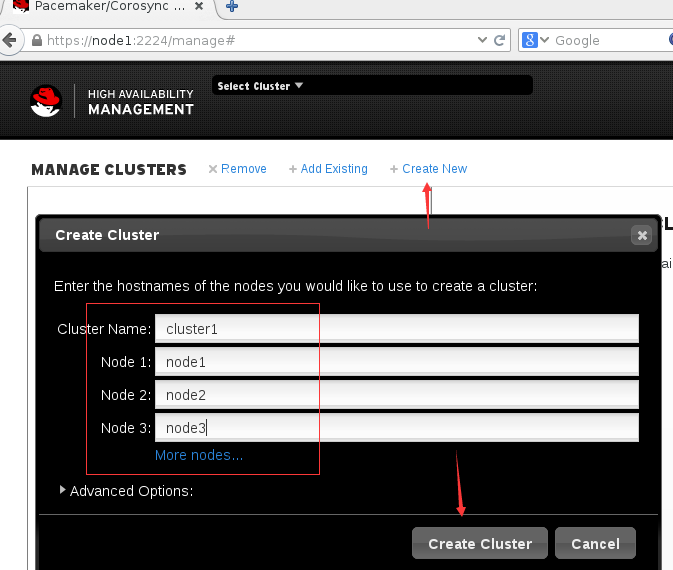 Pacemaker/Corosync ...
https://node1:2224/manage#
Google
HIGH AVAILABILITY
MANAGEMENT
Select Cluster
MANAGE CLUSTERS
Remove
Add Existing
Create New
Create Cluster
Enter the hostnames of the nodes you would like to use to create a cluster:
Cluster Name: cluster1
Node 1: node1
Node 2: node2
Node 3: node3
More nodes...
Advanced Options:
Create Cluster
Cancel